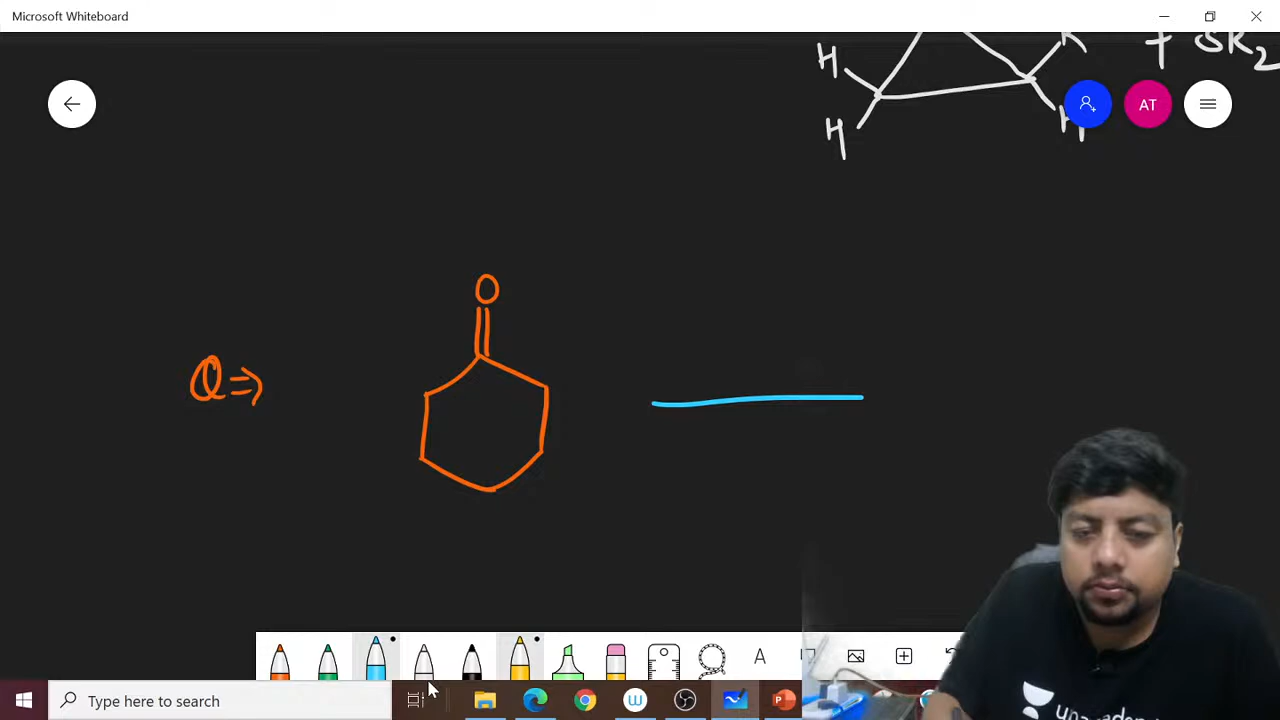 Microsoft Whiteboard
H
+ SR2
H
AT
O
Q ⇒
A
Type here to search